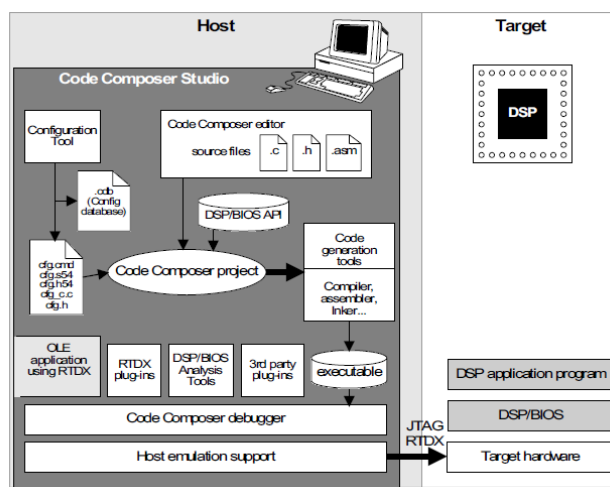 Host
Target
Code Composer Studio
DSP
Configuration
Tool
Code Composer editor
source files
.c
.h
.asm
.cdb
(Config
database)
DSP/BIOS API
Code
generation
tools
Compiler,
assembler,
linker...
cfg.cmd
cfg.s54
cfg.h54
cfg_c.c
cfg.h
Code Composer project
OLE
application
using RTDX
RTDX
plug-ins
DSP/BIOS
Analysis
Tools
3rd party
plug-ins
executable
DSP application program
Code Composer debugger
DSP/BIOS
JTAG
RTDX
Host emulation support
Target hardware